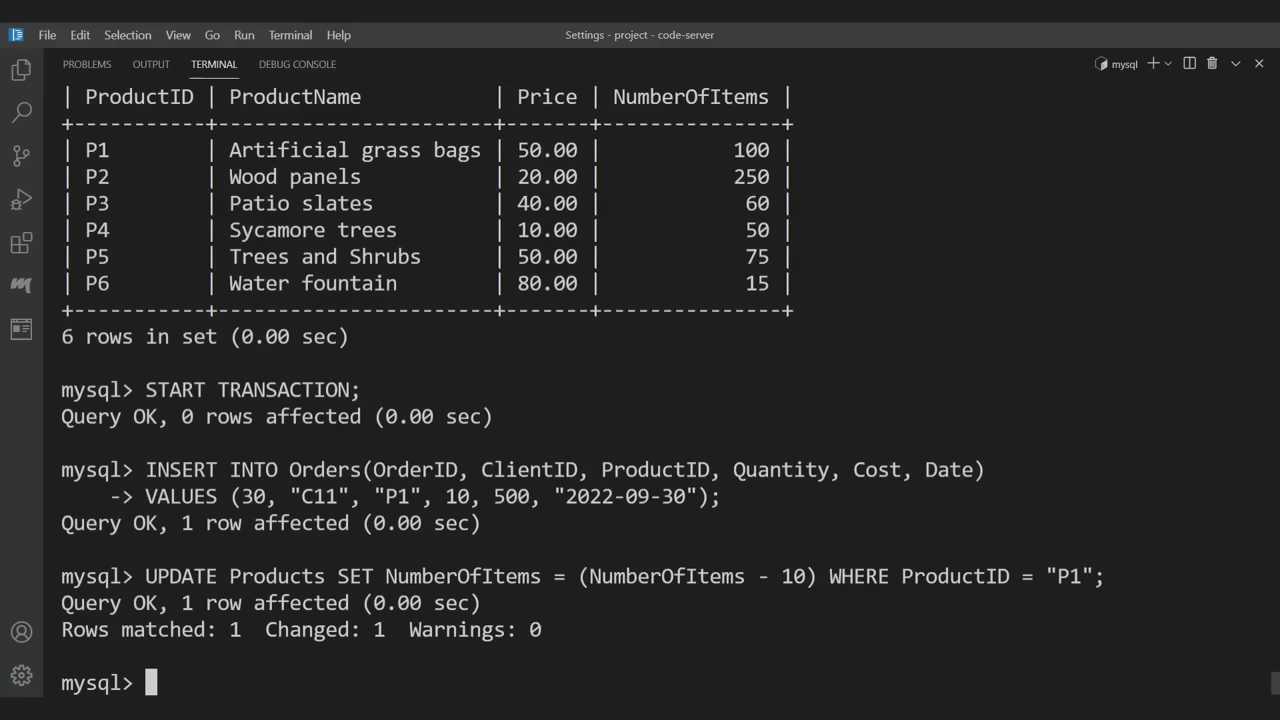 File Edit Selection View Go Run Terminal Help Settings - project - code-server
PROBLEMS OUTPUT TERMINAL DEBUG CONSOLE mysql
| ProductID | ProductName | Price | NumberOfItems |
+-----------+-----------------------+-------+---------------+
| P1 | Artificial grass bags | 50.00 | 100 |
| P2 | Wood panels | 20.00 | 250 |
| P3 | Patio slates | 40.00 | 60 |
| P4 | Sycamore trees | 10.00 | 50 |
| P5 | Trees and Shrubs | 50.00 | 75 |
| P6 | Water fountain | 80.00 | 15 |
+-----------+-----------------------+-------+---------------+
6 rows in set (0.00 sec)
mysql> START TRANSACTION;
Query OK, 0 rows affected (0.00 sec)
mysql> INSERT INTO Orders(OrderID, ClientID, ProductID, Quantity, Cost, Date)
-> VALUES (30, "C11", "P1", 10, 500, "2022-09-30");
Query OK, 1 row affected (0.00 sec)
mysql> UPDATE Products SET NumberOfItems = (NumberOfItems - 10) WHERE ProductID = "P1";
Query OK, 1 row affected (0.00 sec)
Rows matched: 1 Changed: 1 Warnings: 0
mysql>